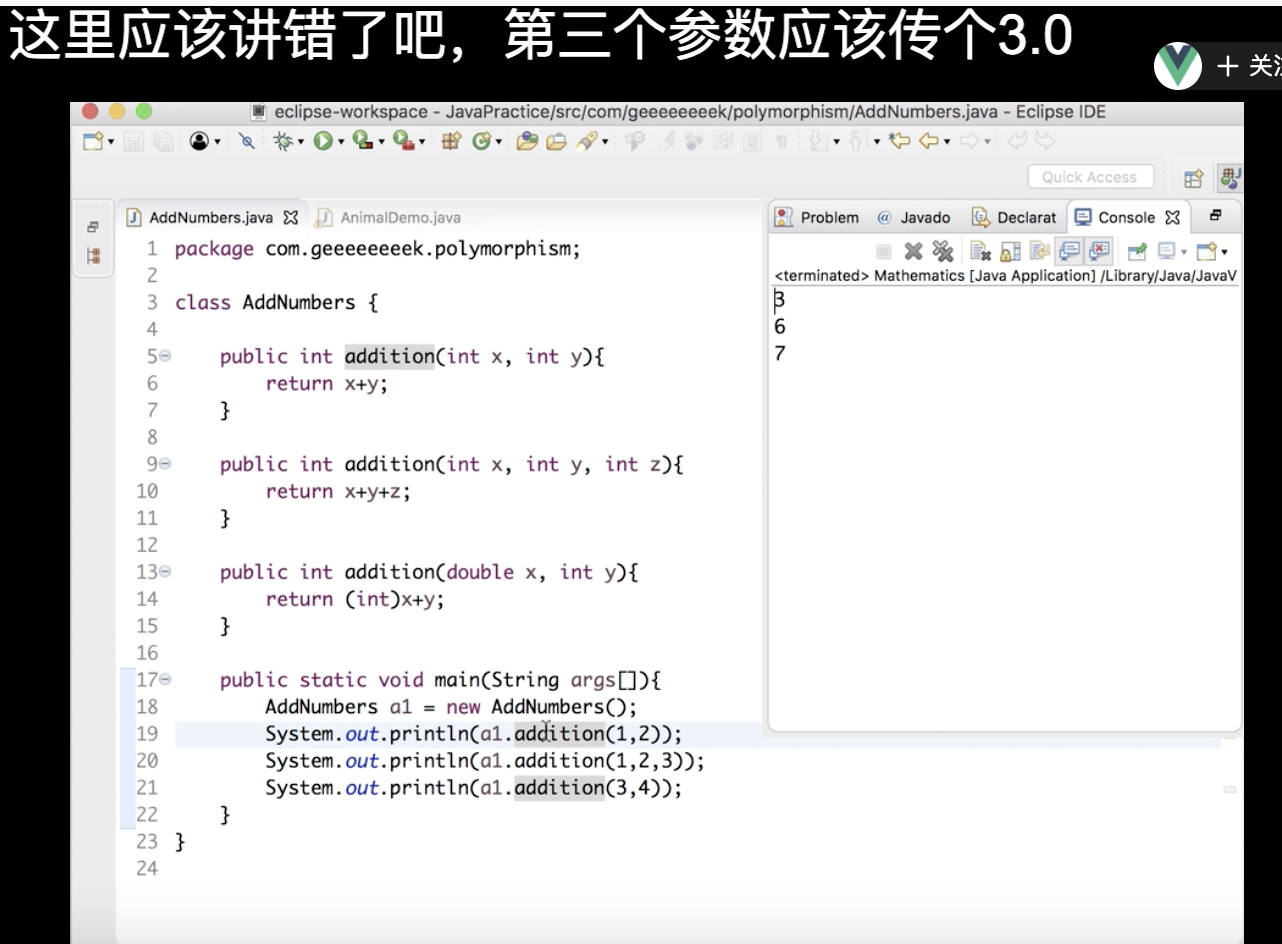 这里应该讲错了吧，第三个参数应该传个3.0
+ 关注
eclipse-workspace - JavaPractice/src/com/geeeeeeeek/polymorphism/AddNumbers.java - Eclipse IDE
Quick Access
AddNumbers.java AnimalDemo.java
Problem @ Javado Declarat Console
<terminated> Mathematics [Java Application] /Library/Java/JavaV
3
6
7
1 package com.geeeeeeeek.polymorphism;
2
3 class AddNumbers {
4
5 public int addition(int x, int y){
6 return x+y;
7 }
8
9 public int addition(int x, int y, int z){
10 return x+y+z;
11 }
12
13 public int addition(double x, int y){
14 return (int)x+y;
15 }
16
17 public static void main(String args[]){
18 AddNumbers a1 = new AddNumbers();
19 System.out.println(a1.addition(1,2));
20 System.out.println(a1.addition(1,2,3));
21 System.out.println(a1.addition(3,4));
22 }
23 }
24